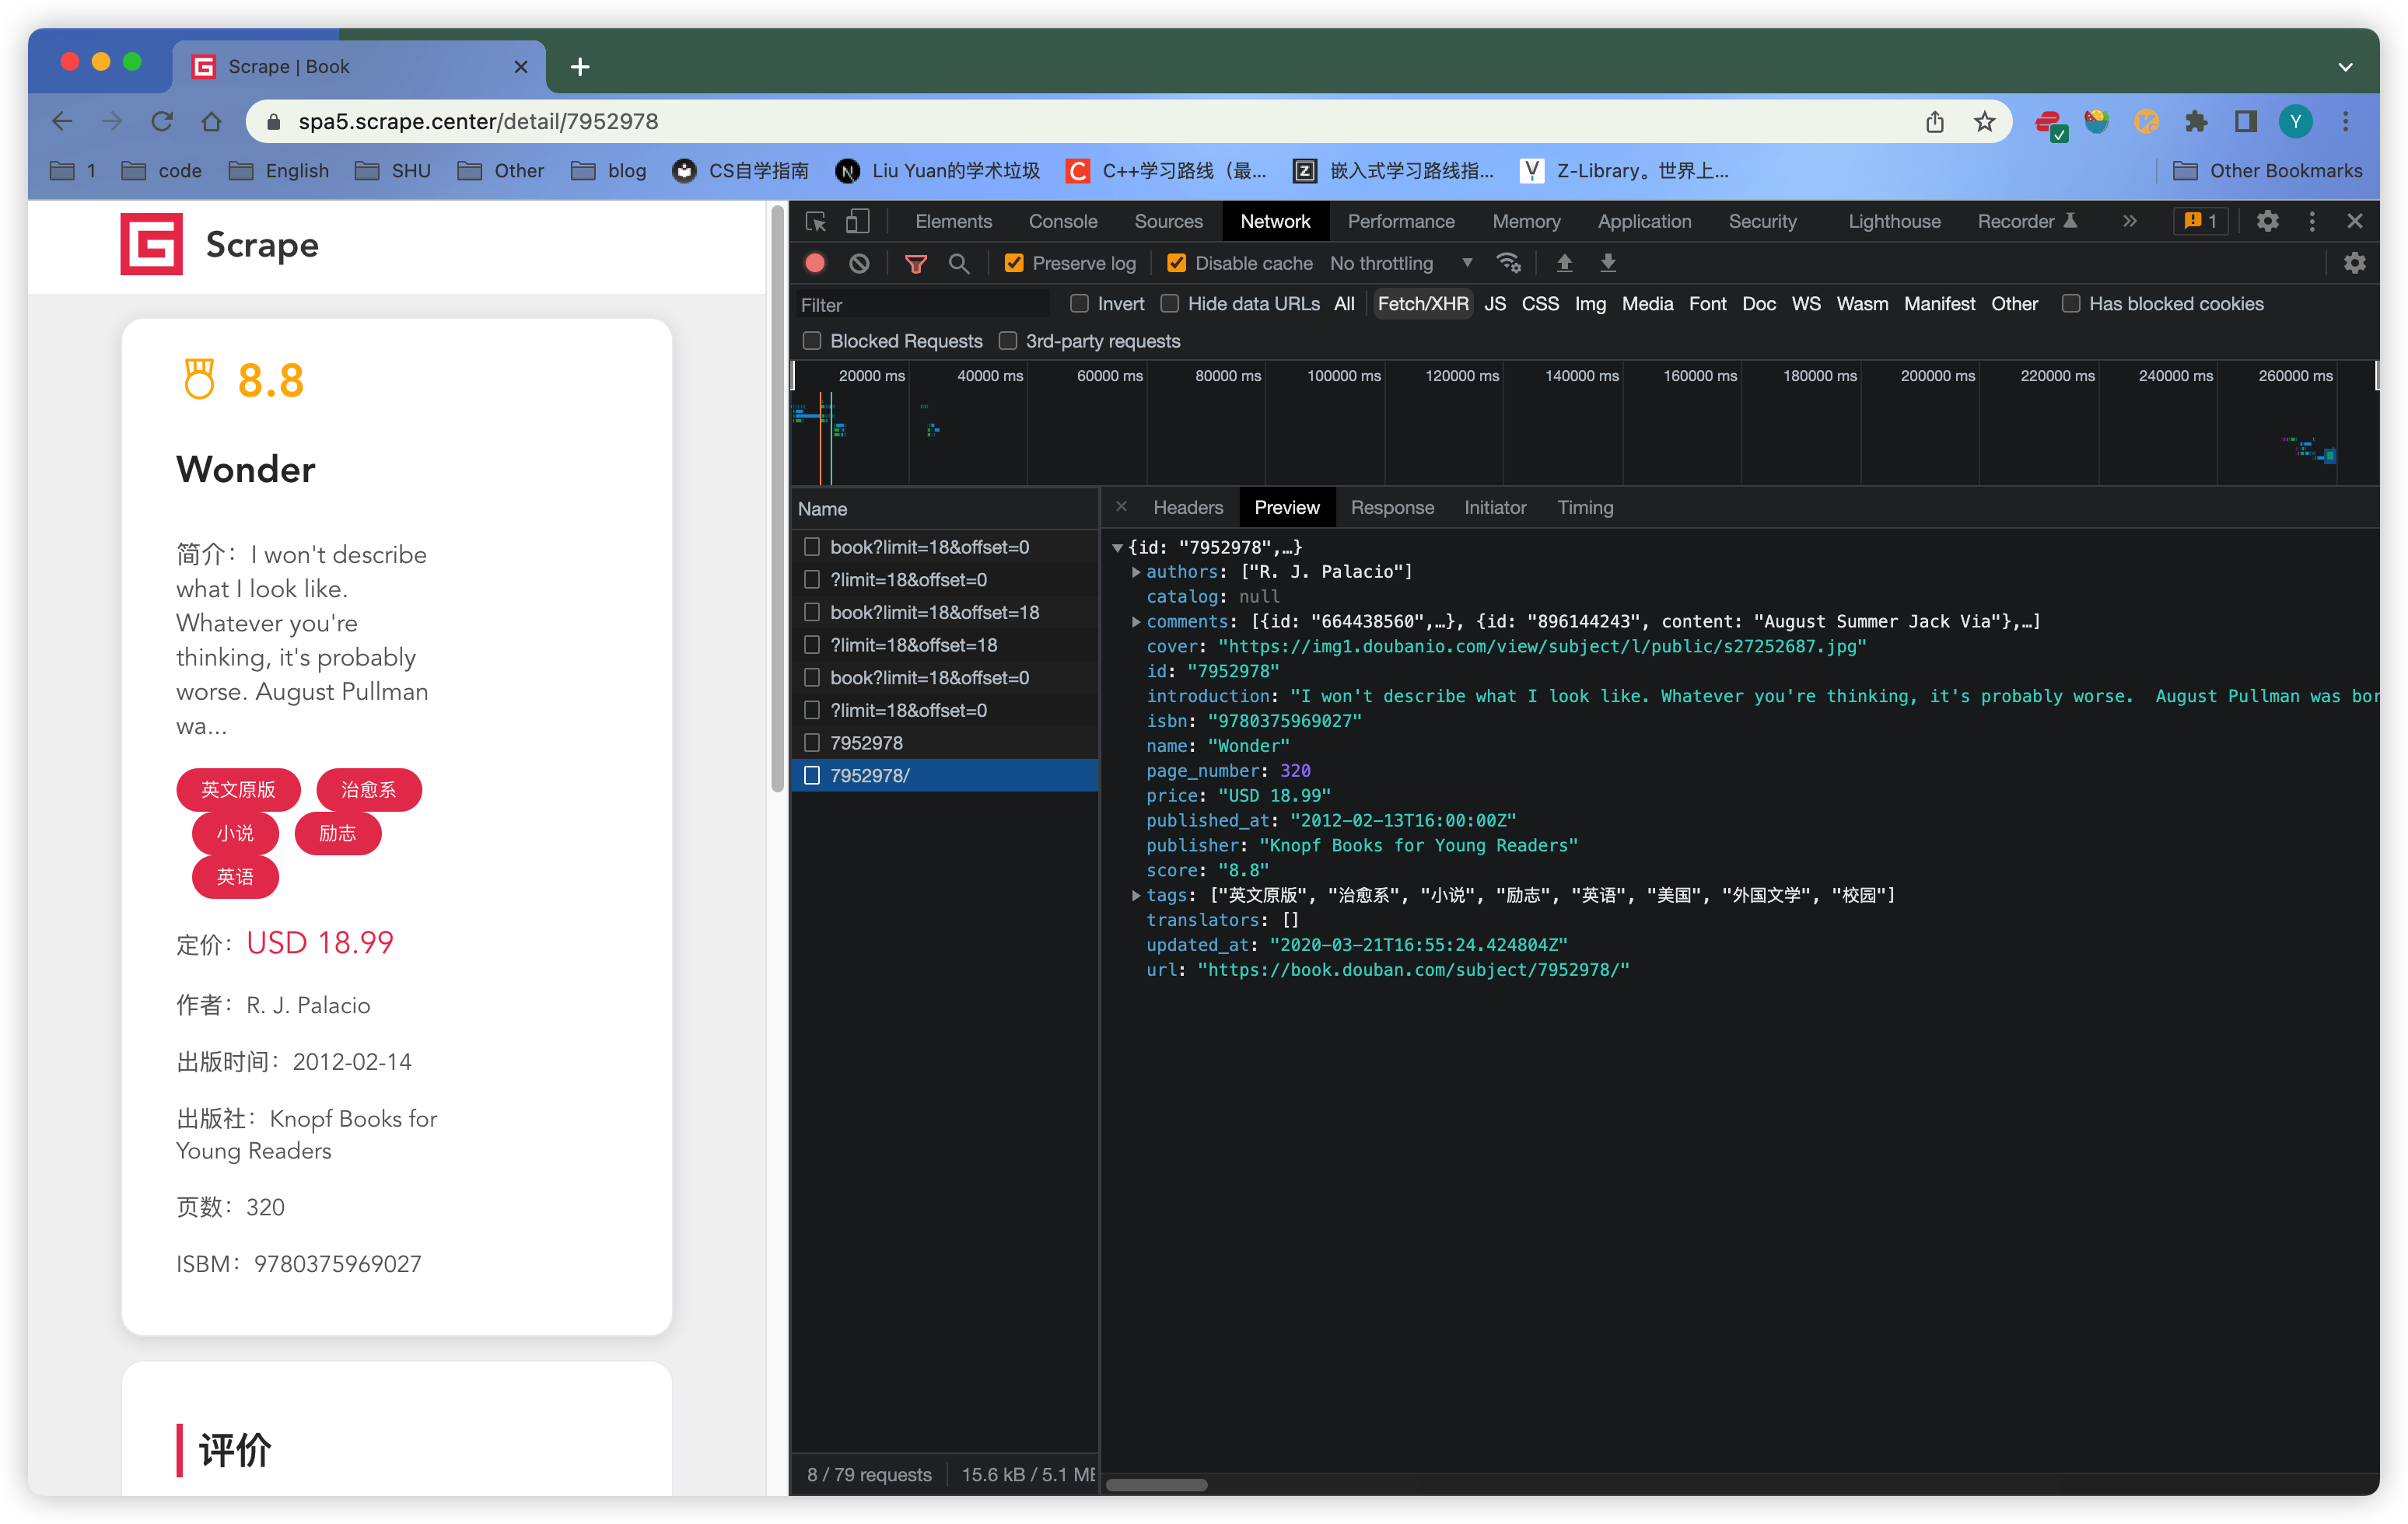 Scrape | Book
spa5.scrape.center/detail/7952978
Y
1 code English SHU Other blog CS自学指南 Liu Yuan的学术垃圾 C++学习路线（最... 嵌入式学习路线指... Z-Library。世界上... Other Bookmarks
Scrape
8.8
Wonder
简介：I won't describe
what I look like.
Whatever you're
thinking, it's probably
worse. August Pullman
wa...
英文原版 治愈系
小说 励志
英语
定价：USD 18.99
作者：R. J. Palacio
出版时间：2012-02-14
出版社：Knopf Books for
Young Readers
页数：320
ISBM：9780375969027
评价
Elements Console Sources Network Performance Memory Application Security Lighthouse Recorder 1
Preserve log Disable cache No throttling
Filter Invert Hide data URLs All Fetch/XHR JS CSS Img Media Font Doc WS Wasm Manifest Other Has blocked cookies
Blocked Requests 3rd-party requests
20000 ms 40000 ms 60000 ms 80000 ms 100000 ms 120000 ms 140000 ms 160000 ms 180000 ms 200000 ms 220000 ms 240000 ms 260000 ms
Name
book?limit=18&offset=0
?limit=18&offset=0
book?limit=18&offset=18
?limit=18&offset=18
book?limit=18&offset=0
?limit=18&offset=0
7952978
7952978/
8 / 79 requests 15.6 kB / 5.1 M
Headers Preview Response Initiator Timing
{id: "7952978",…}
authors: ["R. J. Palacio"]
catalog: null
comments: [{id: "664438560",…}, {id: "896144243", content: "August Summer Jack Via"},…]
cover: "https://img1.doubanio.com/view/subject/l/public/s27252687.jpg"
id: "7952978"
introduction: "I won't describe what I look like. Whatever you're thinking, it's probably worse.  August Pullman was bor
isbn: "9780375969027"
name: "Wonder"
page_number: 320
price: "USD 18.99"
published_at: "2012-02-13T16:00:00Z"
publisher: "Knopf Books for Young Readers"
score: "8.8"
tags: ["英文原版", "治愈系", "小说", "励志", "英语", "美国", "外国文学", "校园"]
translators: []
updated_at: "2020-03-21T16:55:24.424804Z"
url: "https://book.douban.com/subject/7952978/"